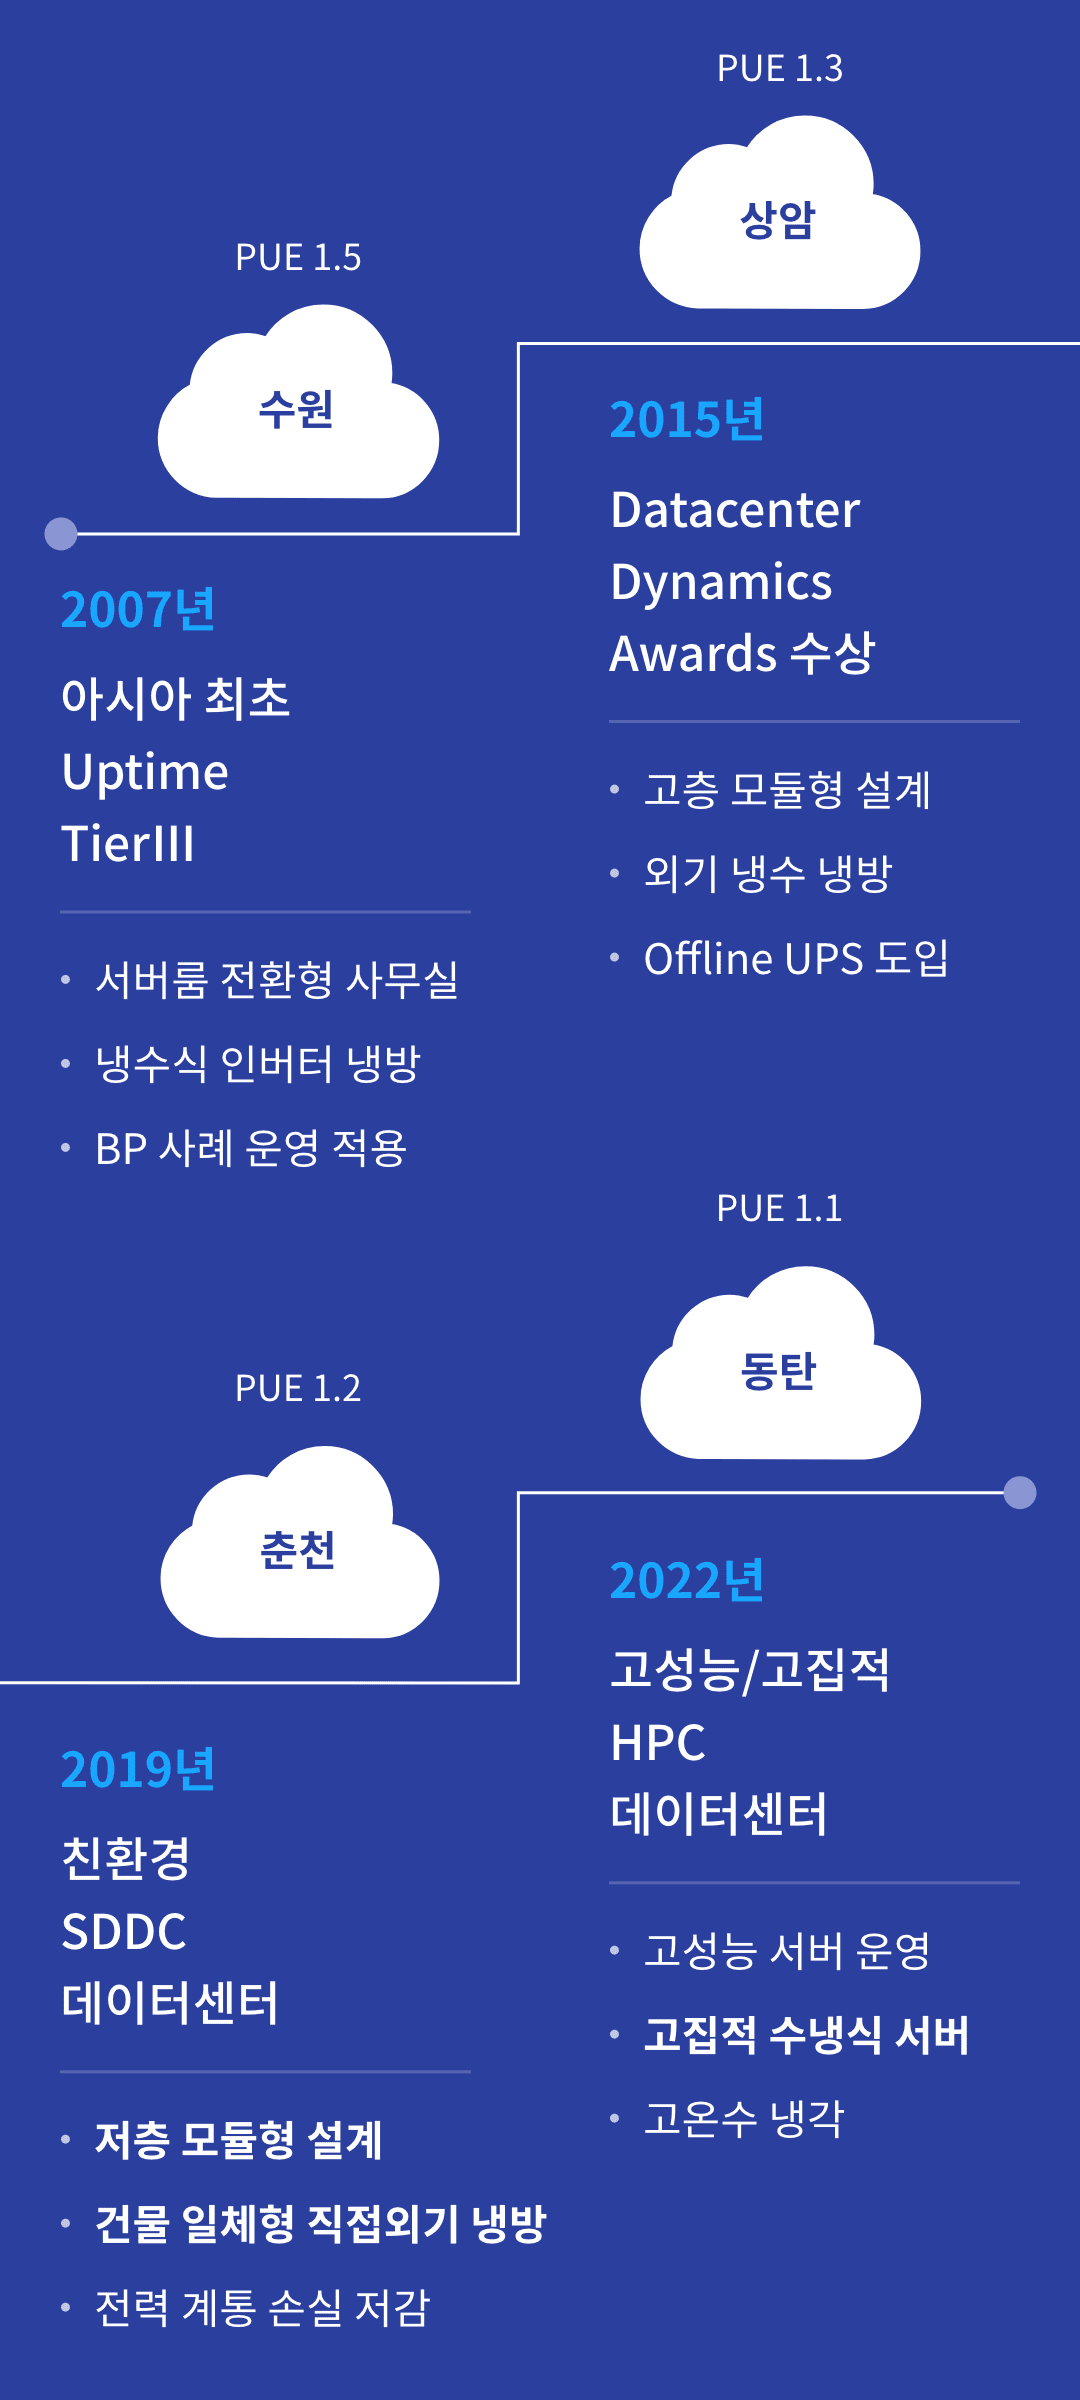 PUE 1.5
수원
2007년
아시아 최초
Uptime
TierIII
• 서버룸 전환형 사무실
• 냉수식 인버터 냉방
• BP 사례 운영 적용
PUE 1.3
상암
2015년
Datacenter
Dynamics
Awards 수상
• 고층 모듈형 설계
• 외기 냉수 냉방
• Offline UPS 도입
PUE 1.2
춘천
2019년
친환경
SDDC
데이터센터
• 저층 모듈형 설계
• 건물 일체형 직접외기 냉방
• 전력 계통 손실 저감
PUE 1.1
동탄
2022년
고성능/고집적
HPC
데이터센터
• 고성능 서버 운영
• 고집적 수냉식 서버
• 고온수 냉각